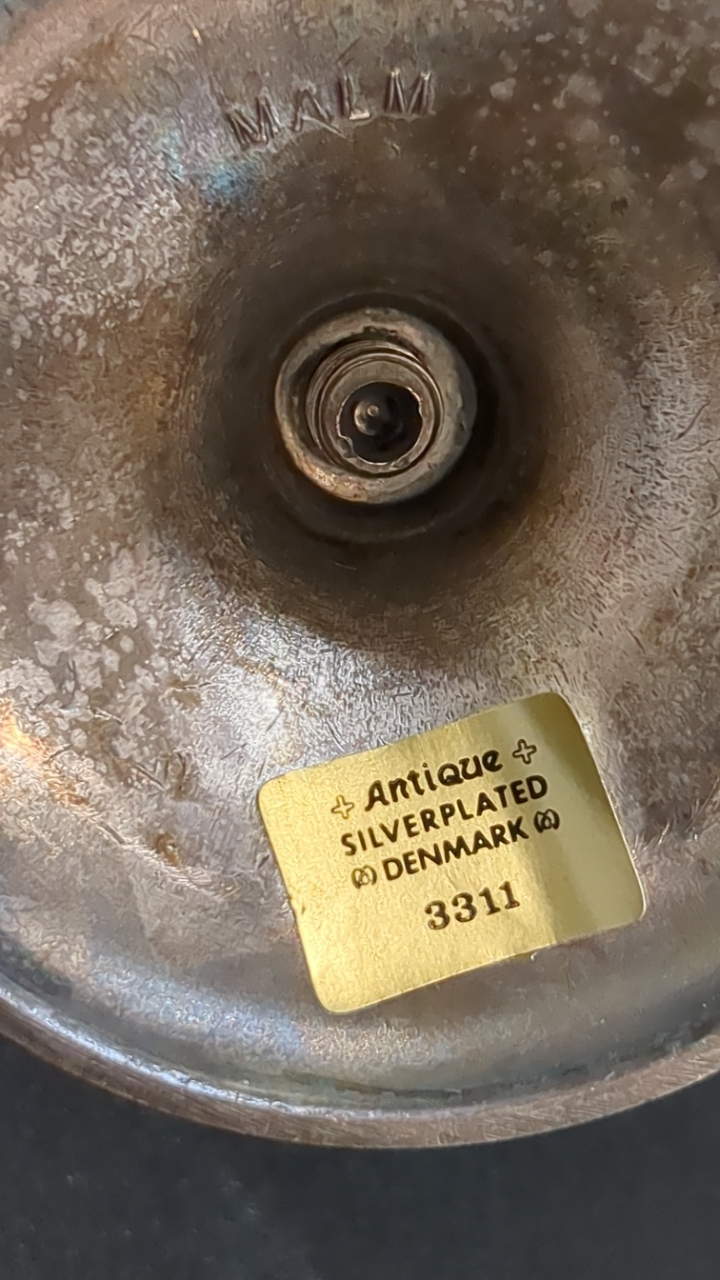 MALM
Antique
SILVERPLATED
DENMARK
3311